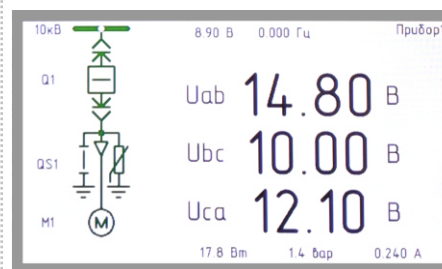 10кВ 8.90 В 0.000 Гц Прибор
Q1
Uab 14.80 В
Ubc 10.00 В
QS1
Uca 12.10 В
M1 M
17.8 Вт 1.4 вар 0.240 А